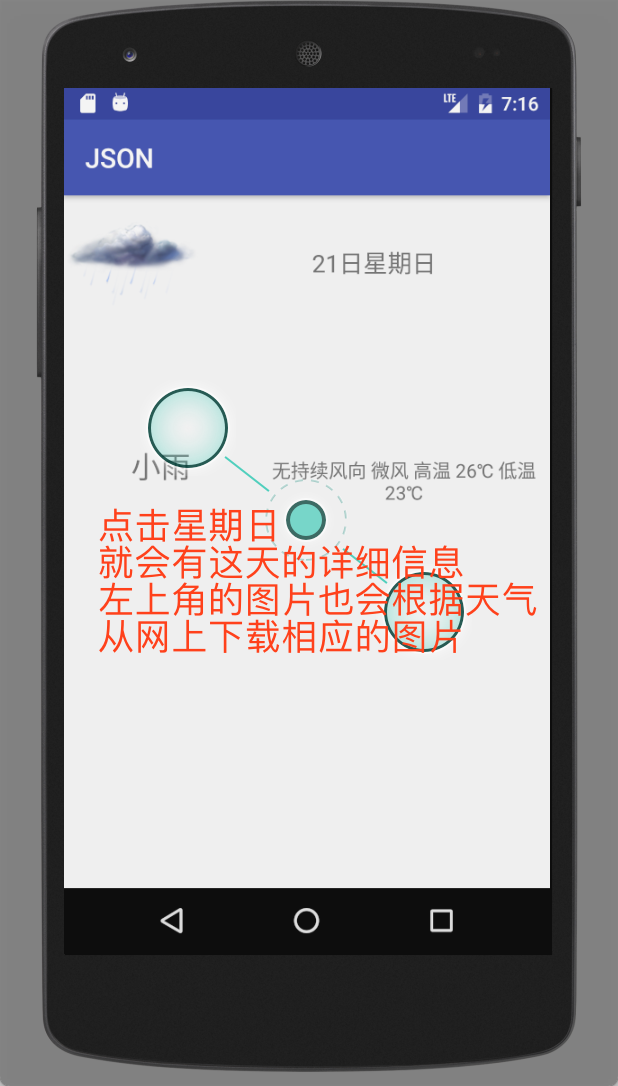 LTE 7:16
JSON
21日星期日
小雨
无持续风向 微风 高温 26℃ 低温
23℃
点击星期日
就会有这天的详细信息
左上角的图片也会根据天气
从网上下载相应的图片